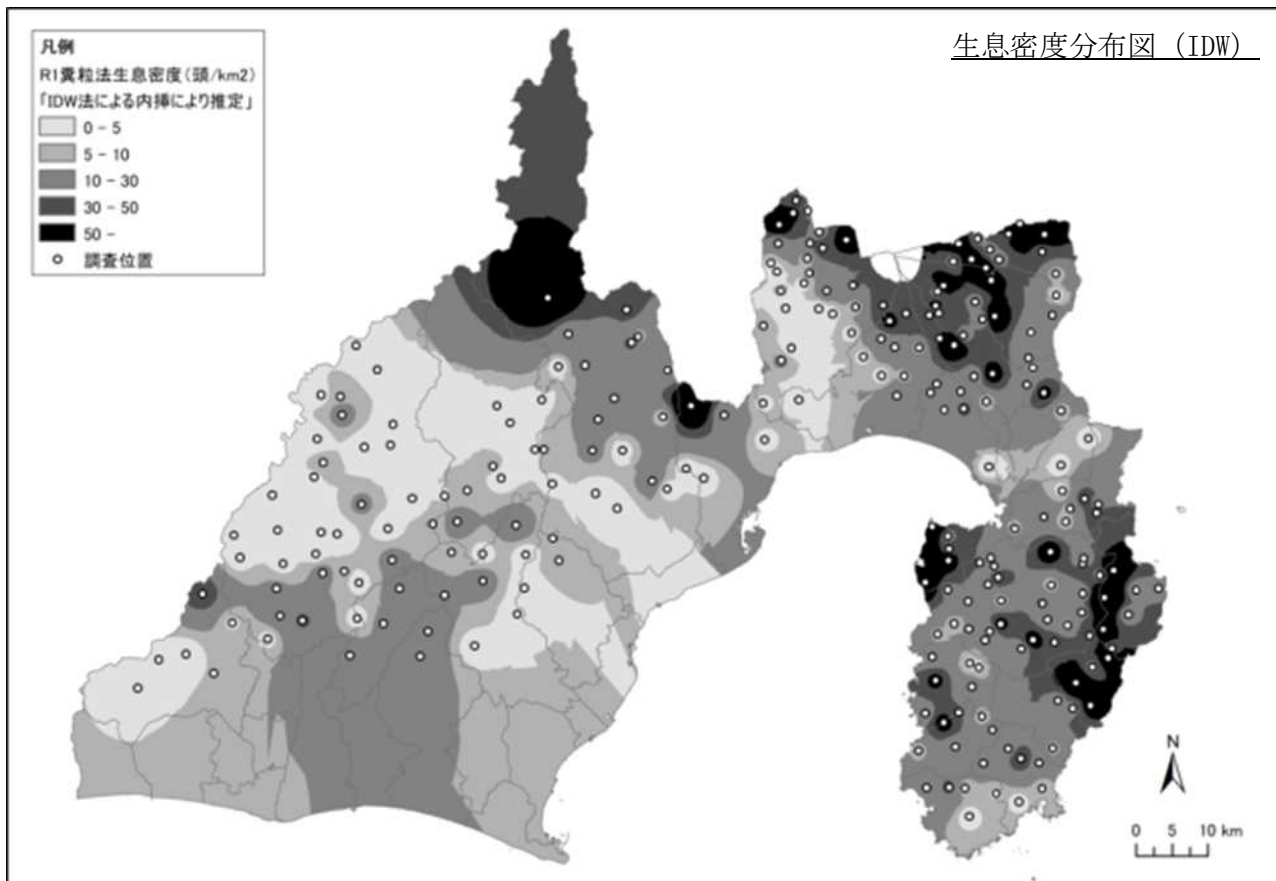 生息密度分布図 (IDW)
凡例
R1糞粒法生息密度(頭/km2)
「IDW法による内挿により推定」
0 - 5
5 - 10
10 - 30
30 - 50
50 -
調査位置
N
0 5 10 km